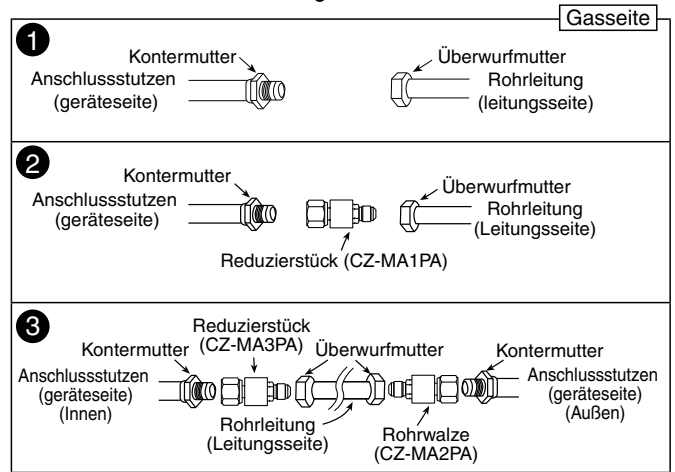 Gasseite
1
Kontermutter
Anschlussstutzen
(geräteseite)
Überwurfmutter
Rohrleitung
(leitungsseite)
2
Kontermutter
Anschlussstutzen
(geräteseite)
Überwurfmutter
Rohrleitung
(Leitungsseite)
Reduzierstück (CZ-MA1PA)
3
Reduzierstück
(CZ-MA3PA)
Kontermutter
Überwurfmutter
Kontermutter
Anschlussstutzen
(geräteseite)
(Innen)
Anschlussstutzen
(geräteseite)
(Außen)
Rohrleitung
(Leitungsseite)
Rohrwalze
(CZ-MA2PA)